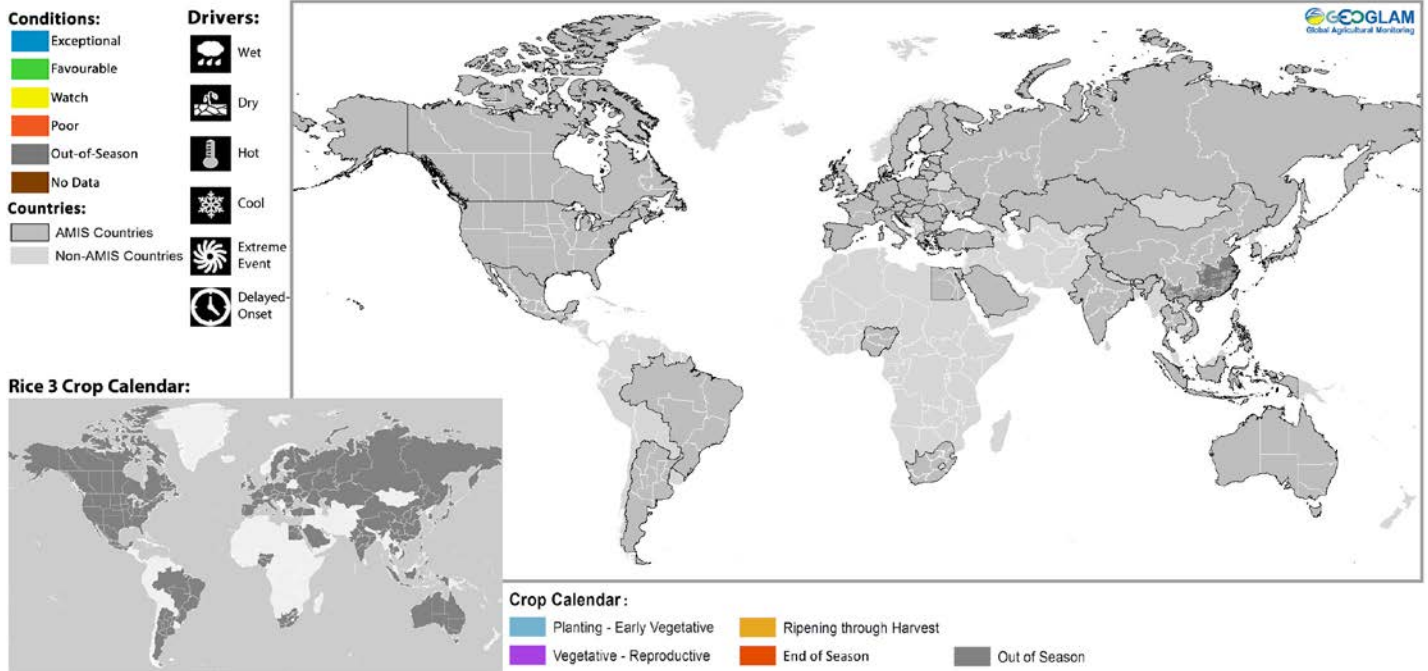 Conditions:
Exceptional
Favourable
Watch
Poor
Out-of-Season
No Data
Countries:
AMIS Countries
Non-AMIS Countries
Drivers:
Wet
Dry
Hot
Cool
Extreme
Event
Delayed-
Onset
GEOGLAM
Global Agricultural Monitoring
Rice 3 Crop Calendar:
Crop Calendar :
Planting - Early Vegetative
Ripening through Harvest
Vegetative - Reproductive
End of Season
Out of Season